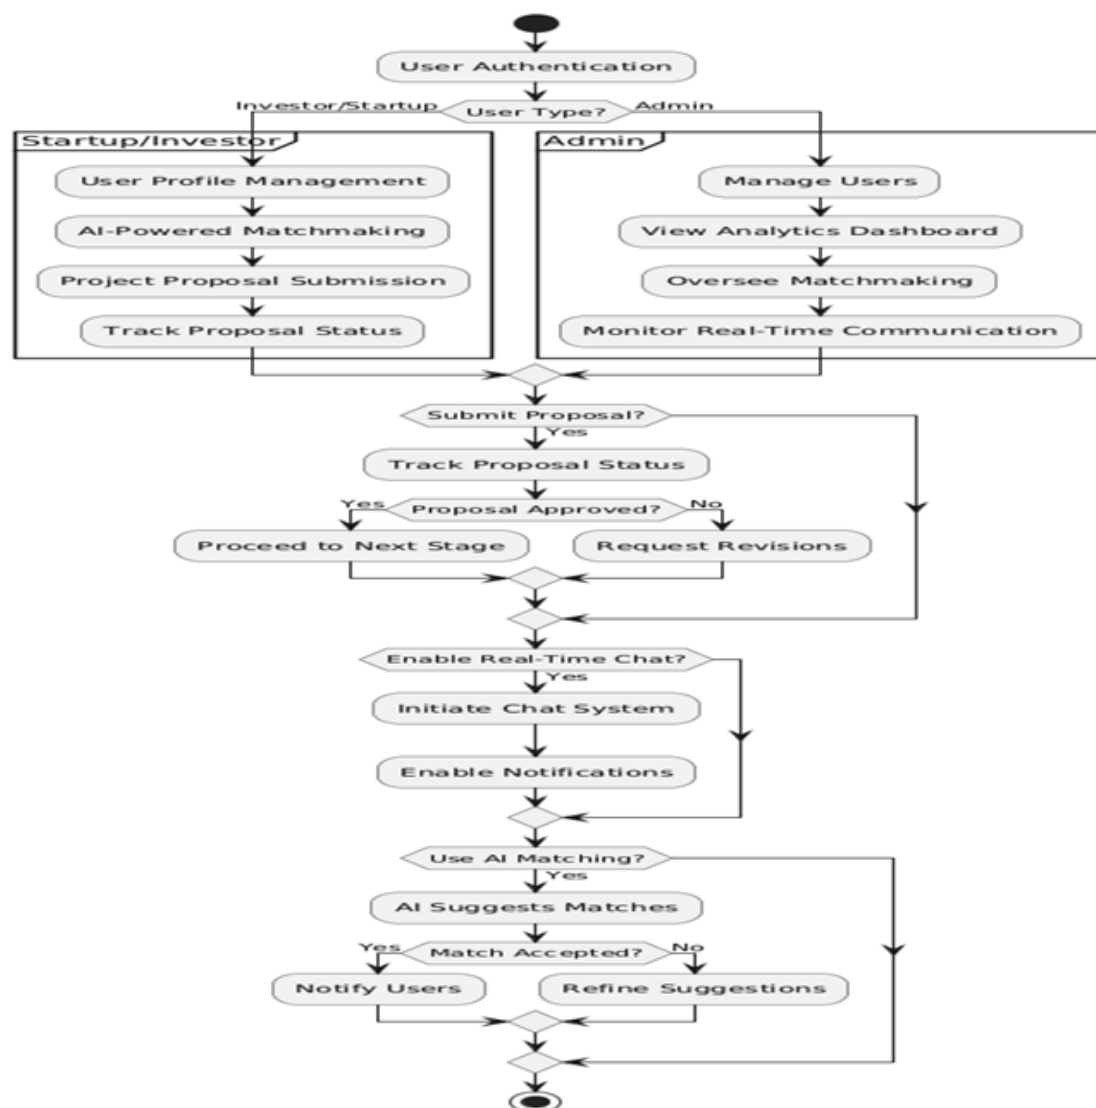 User Authentication
Investor/Startup
User Type?
Admin
Startup/Investor
Admin
User Profile Management
Manage Users
AI-Powered Matchmaking
View Analytics Dashboard
Project Proposal Submission
Oversee Matchmaking
Track Proposal Status
Monitor Real-Time Communication
Submit Proposal?
Yes
Track Proposal Status
Yes
Proposal Approved?
No
Proceed to Next Stage
Request Revisions
Enable Real-Time Chat?
Yes
Initiate Chat System
Enable Notifications
Use AI Matching?
Yes
AI Suggests Matches
Yes
Match Accepted?
No
Notify Users
Refine Suggestions